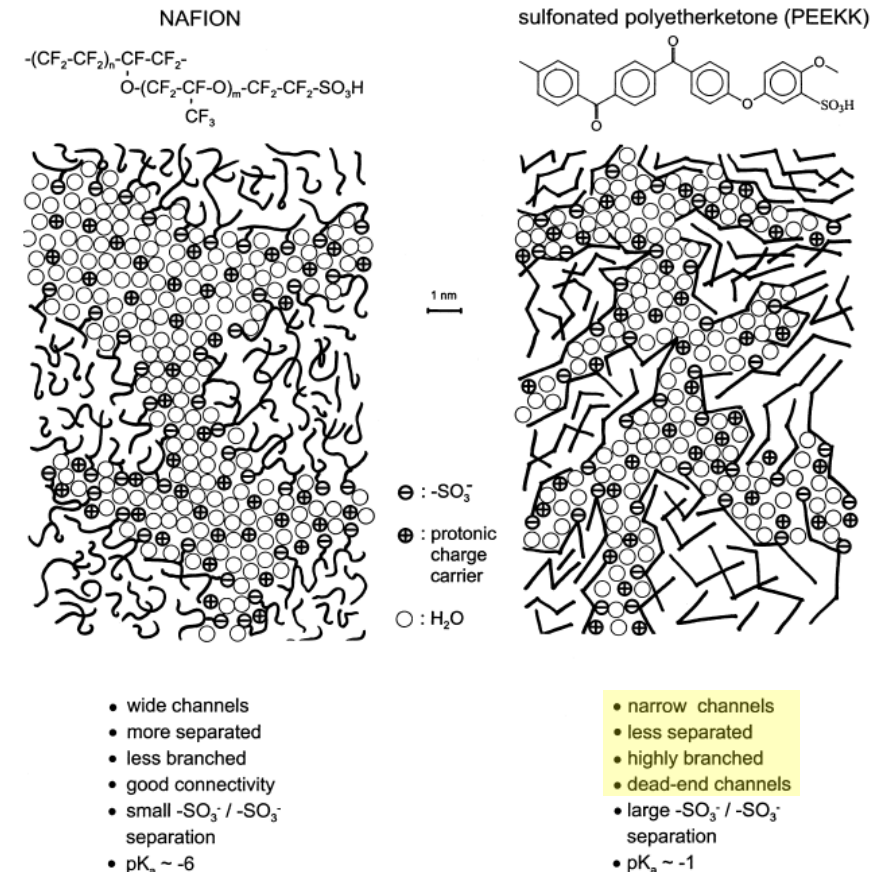 NAFION
sulfonated polyetherketone (PEEKK)
-(CF₂-CF₂)ₙ-CF-CF₂-
O-(CF₂-CF-O)ₘ-CF₂-CF₂-SO₃H
CF₃
O
O
O
O
SO₃H
1 nm
⊖ : -SO₃⁻
⊕ : protonic
charge
carrier
○ : H₂O
• wide channels
• more separated
• less branched
• good connectivity
• small -SO₃⁻ / -SO₃⁻
separation
• pKₐ ~ -6
• narrow channels
• less separated
• highly branched
• dead-end channels
• large -SO₃⁻ / -SO₃⁻
separation
• pKₐ ~ -1